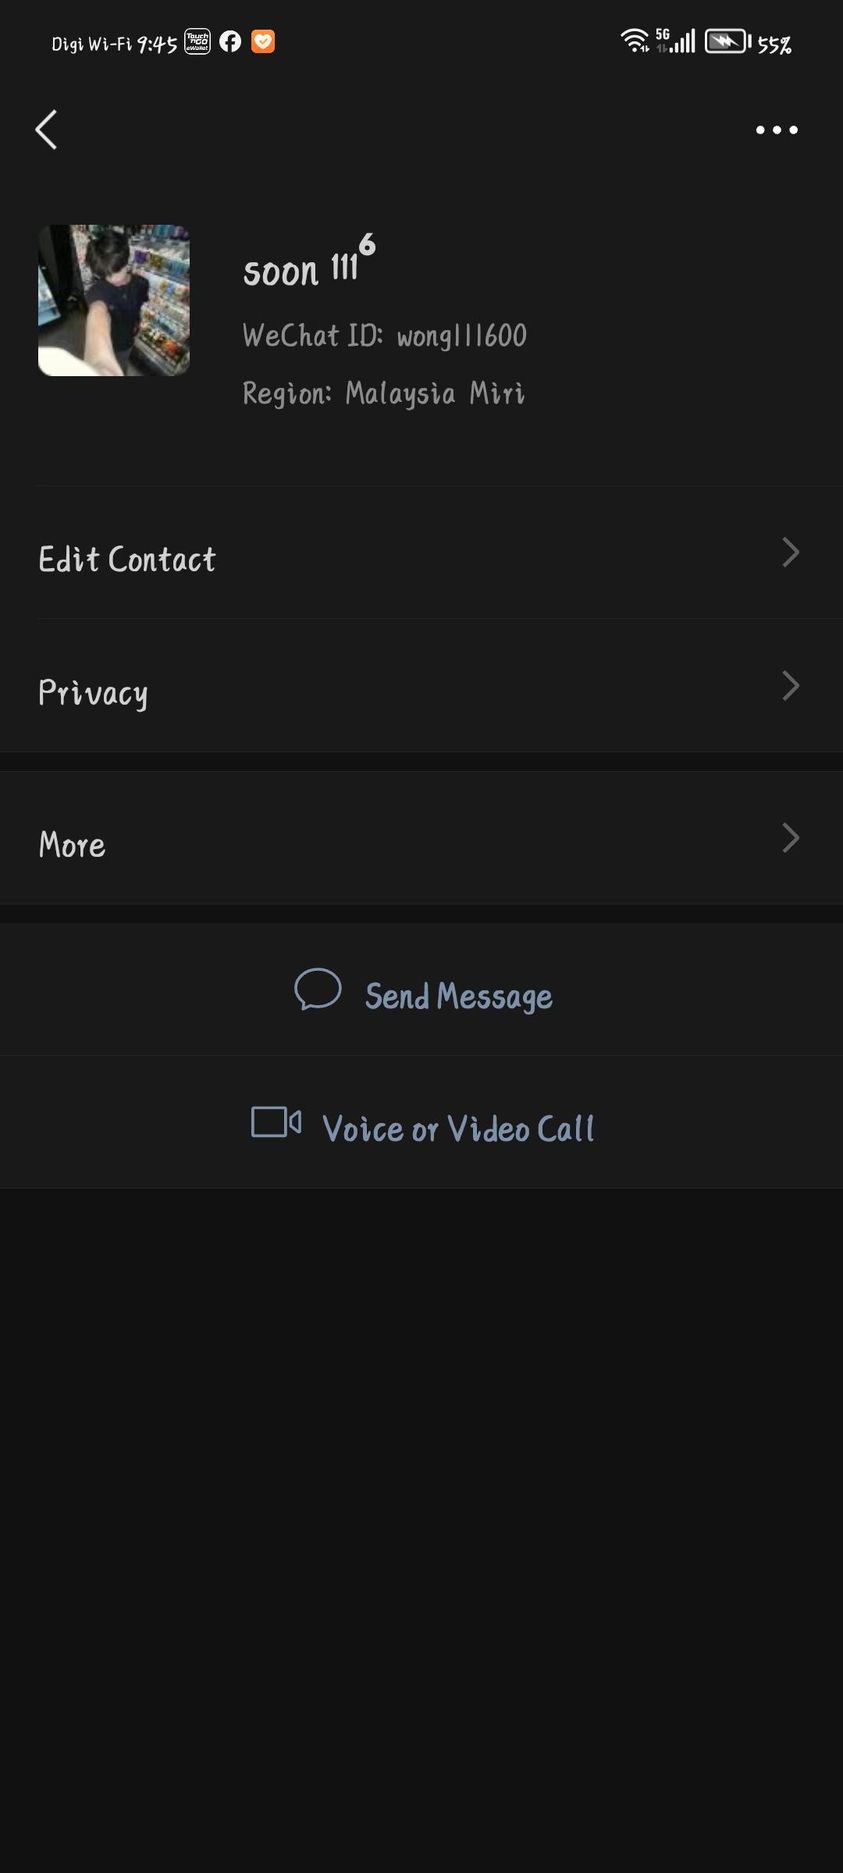 Digi Wi-Fi 9:45 Touch 'n GO eWallet 5G 55%
soon 111⁶
WeChat ID: wong111600
Region: Malaysia Miri
Edit Contact
Privacy
More
Send Message
Voice or Video Call